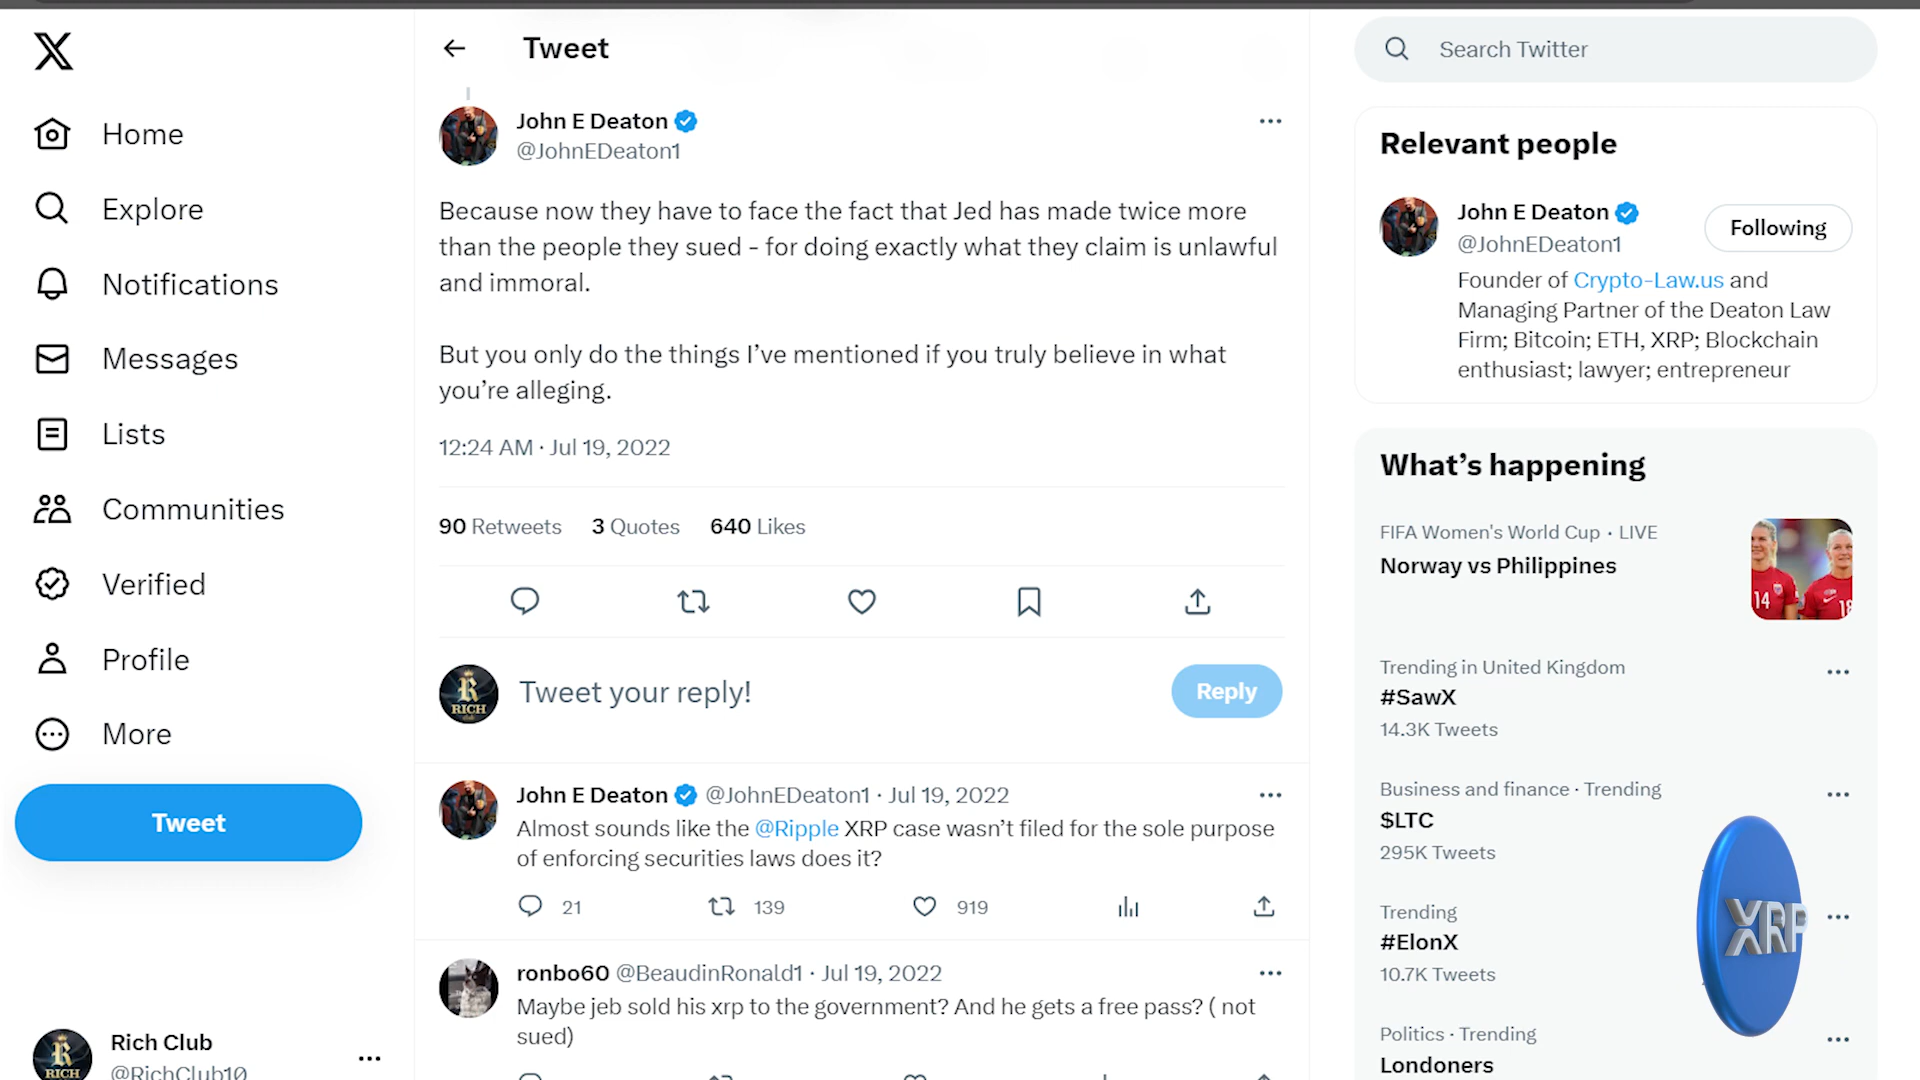 Home
Explore
Notifications
Messages
Lists
Communities
Verified
Profile
More
Tweet
Rich Club
@RichClub10
Tweet
John E Deaton
@JohnEDeaton1
Because now they have to face the fact that Jed has made twice more
than the people they sued - for doing exactly what they claim is unlawful
and immoral.
But you only do the things I’ve mentioned if you truly believe in what
you’re alleging.
12:24 AM · Jul 19, 2022
90 Retweets 3 Quotes 640 Likes
RICH
Tweet your reply!
Reply
John E Deaton @JohnEDeaton1 · Jul 19, 2022
Almost sounds like the @Ripple XRP case wasn’t filed for the sole purpose
of enforcing securities laws does it?
21 139 919
ronbo60 @BeaudinRonald1 · Jul 19, 2022
Maybe jeb sold his xrp to the government? And he gets a free pass? ( not
sued)
Search Twitter
Relevant people
John E Deaton
@JohnEDeaton1
Following
Founder of Crypto-Law.us and
Managing Partner of the Deaton Law
Firm; Bitcoin; ETH, XRP; Blockchain
enthusiast; lawyer; entrepreneur
What’s happening
FIFA Women's World Cup · LIVE
Norway vs Philippines
14
18
Trending in United Kingdom
#SawX
14.3K Tweets
Business and finance · Trending
$LTC
295K Tweets
Trending
#ElonX
10.7K Tweets
XRP
Politics · Trending
Londoners
RICH